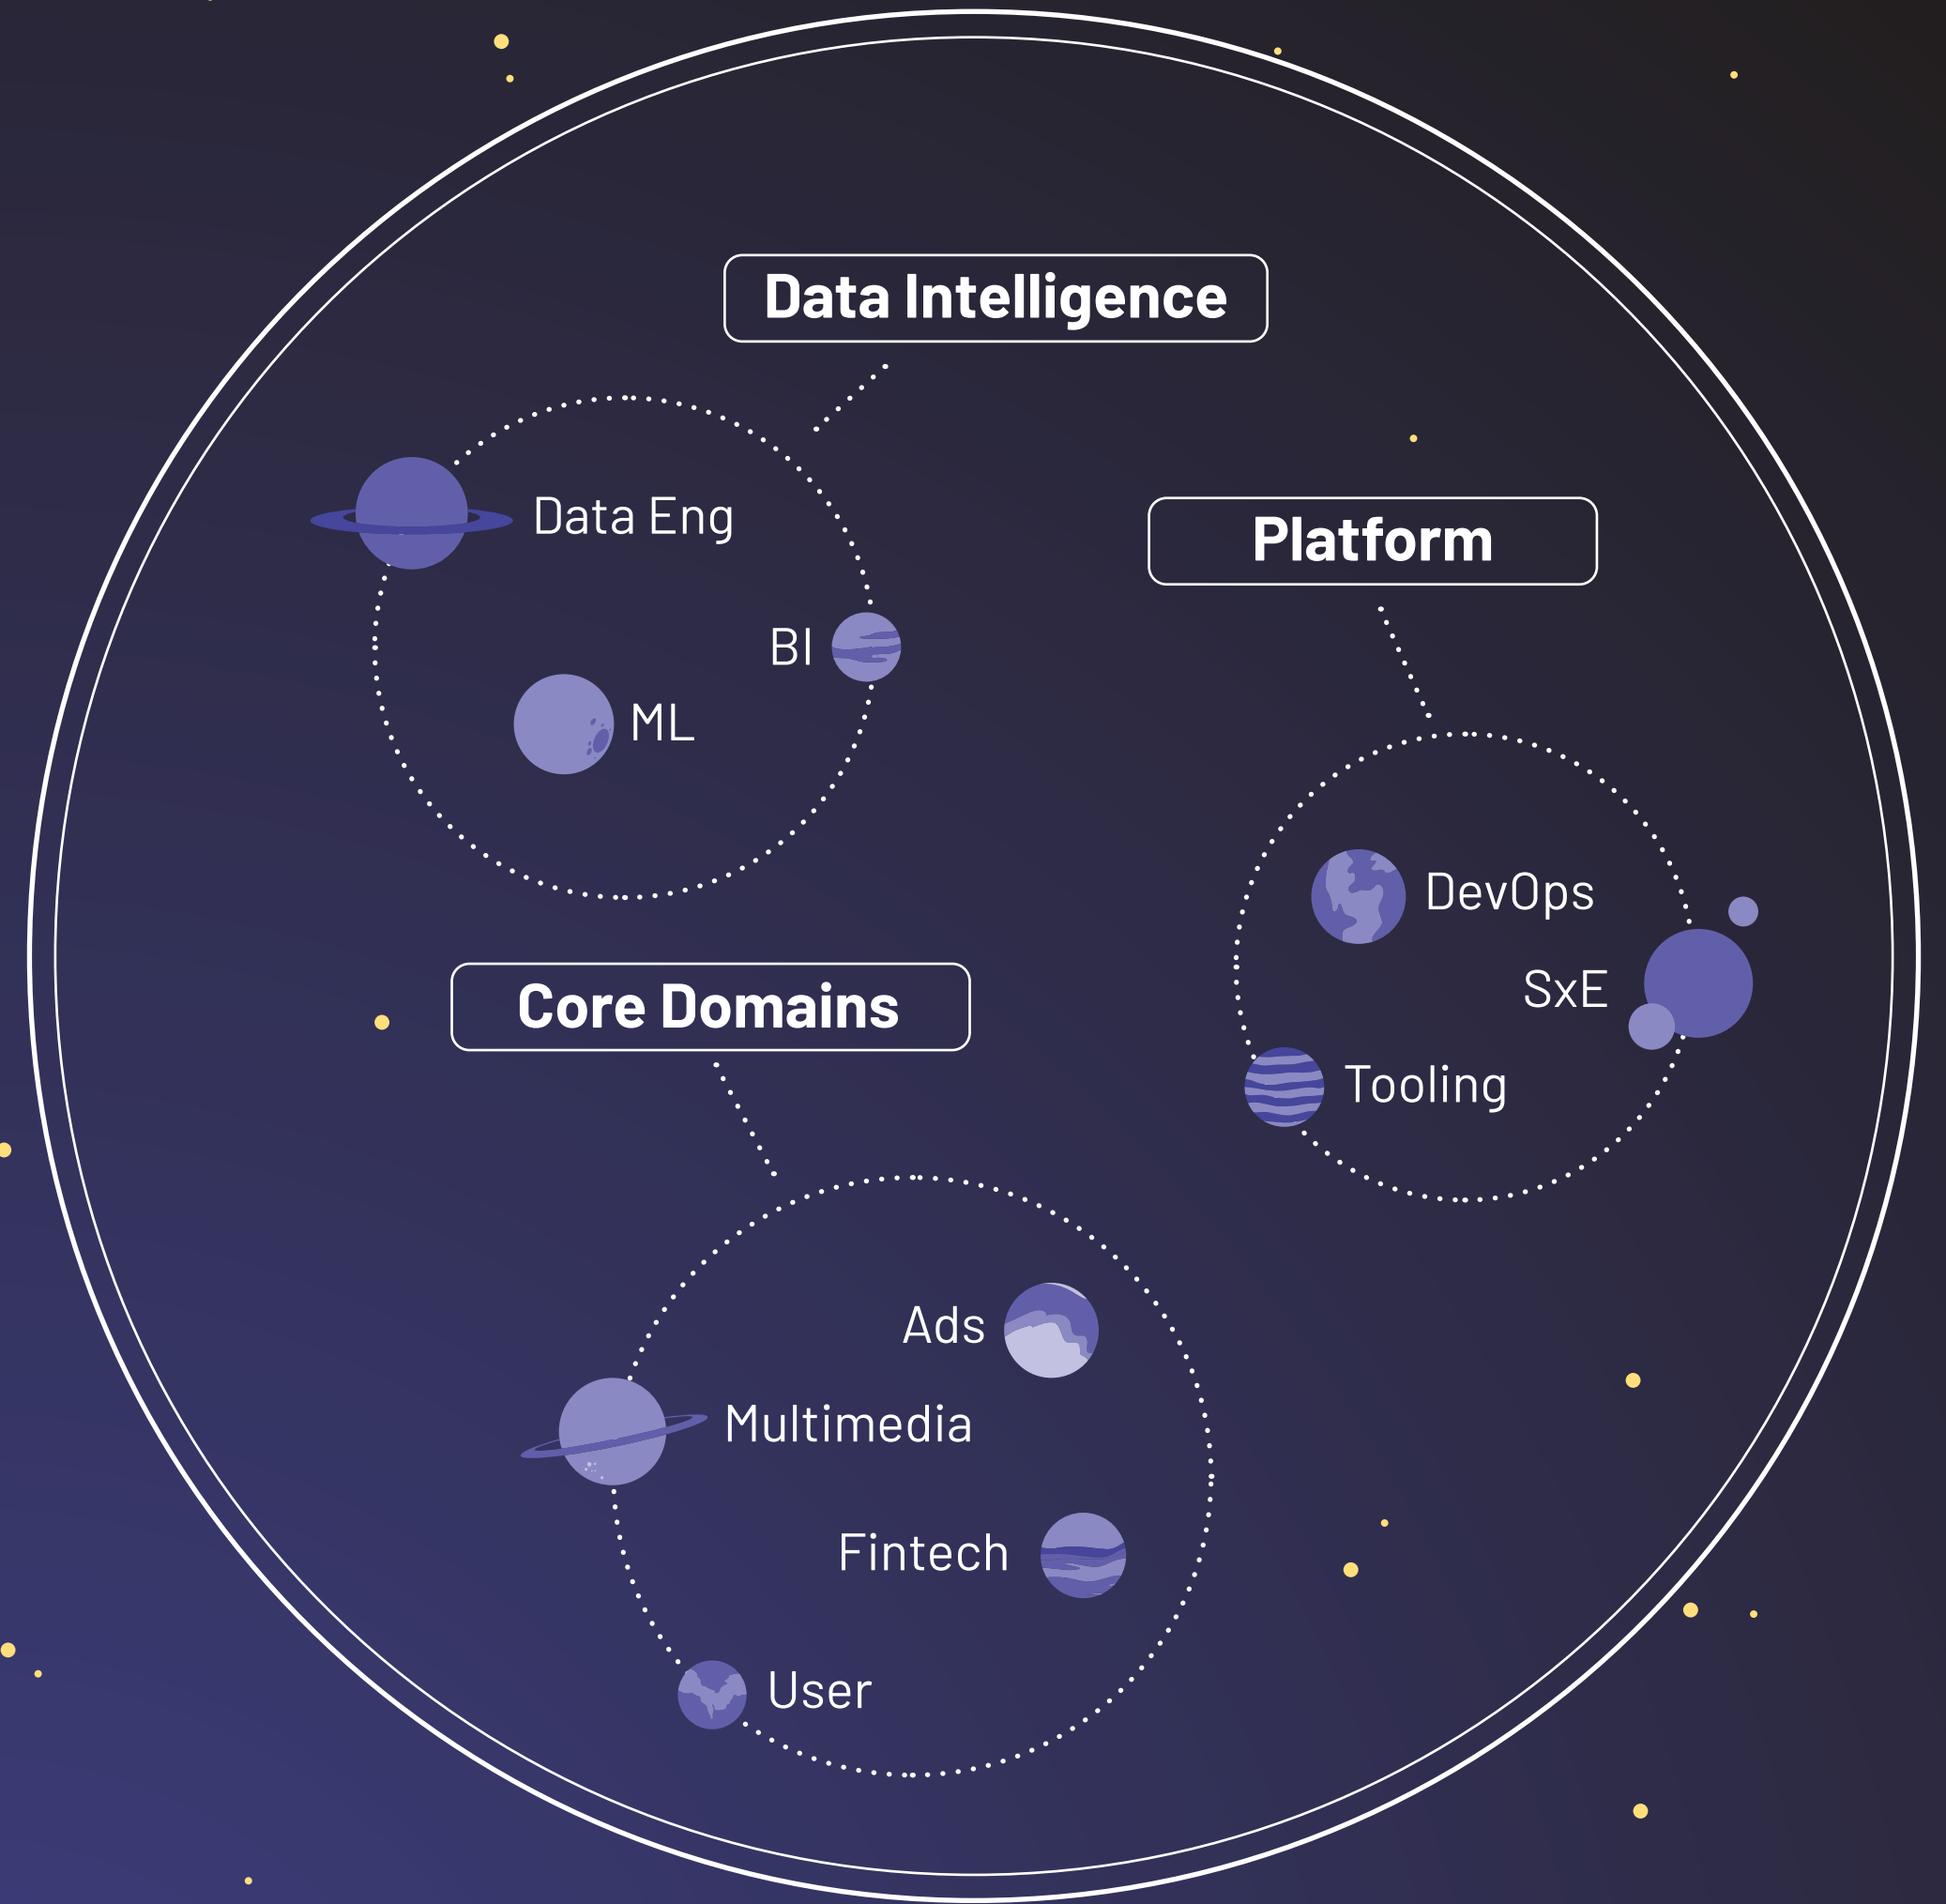 Data Intelligence
Data Eng
BI
ML
Platform
DevOps
SxE
Tooling
Core Domains
Ads
Multimedia
Fintech
User